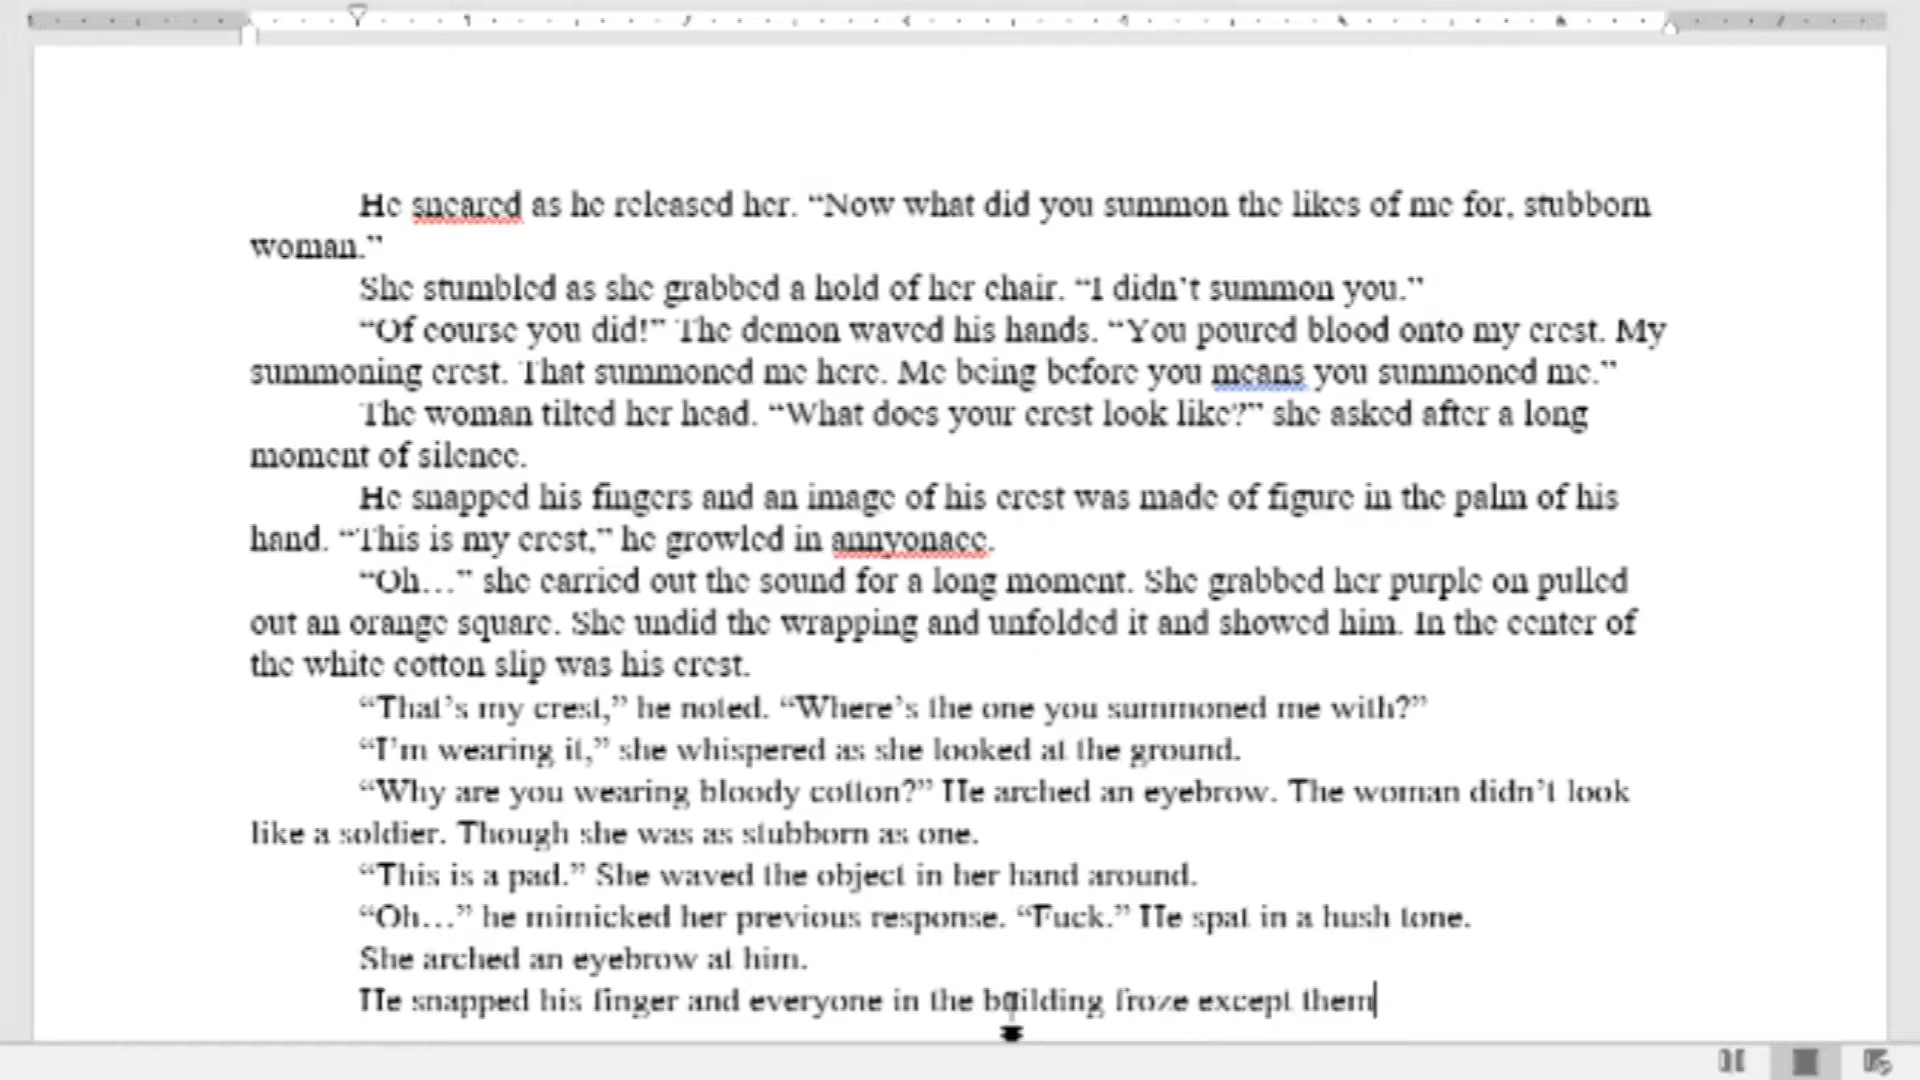 He sneared as he released her. “Now what did you summon the likes of me for, stubborn
woman.”
She stumbled as she grabbed a hold of her chair. “I didn’t summon you.”
“Of course you did!” The demon waved his hands. “You poured blood onto my crest. My
summoning crest. That summoned me here. Me being before you means you summoned me.”
The woman tilted her head. “What does your crest look like?” she asked after a long
moment of silence.
He snapped his fingers and an image of his crest was made of figure in the palm of his
hand. “This is my crest,” he growled in annyonace.
“Oh…” she carried out the sound for a long moment. She grabbed her purple on pulled
out an orange square. She undid the wrapping and unfolded it and showed him. In the center of
the white cotton slip was his crest.
“That’s my crest,” he noted. “Where’s the one you summoned me with?”
“I’m wearing it,” she whispered as she looked at the ground.
“Why are you wearing bloody cotton?” He arched an eyebrow. The woman didn’t look
like a soldier. Though she was as stubborn as one.
“This is a pad.” She waved the object in her hand around.
“Oh…” he mimicked her previous response. “Fuck.” He spat in a hush tone.
She arched an eyebrow at him.
He snapped his finger and everyone in the building froze except them